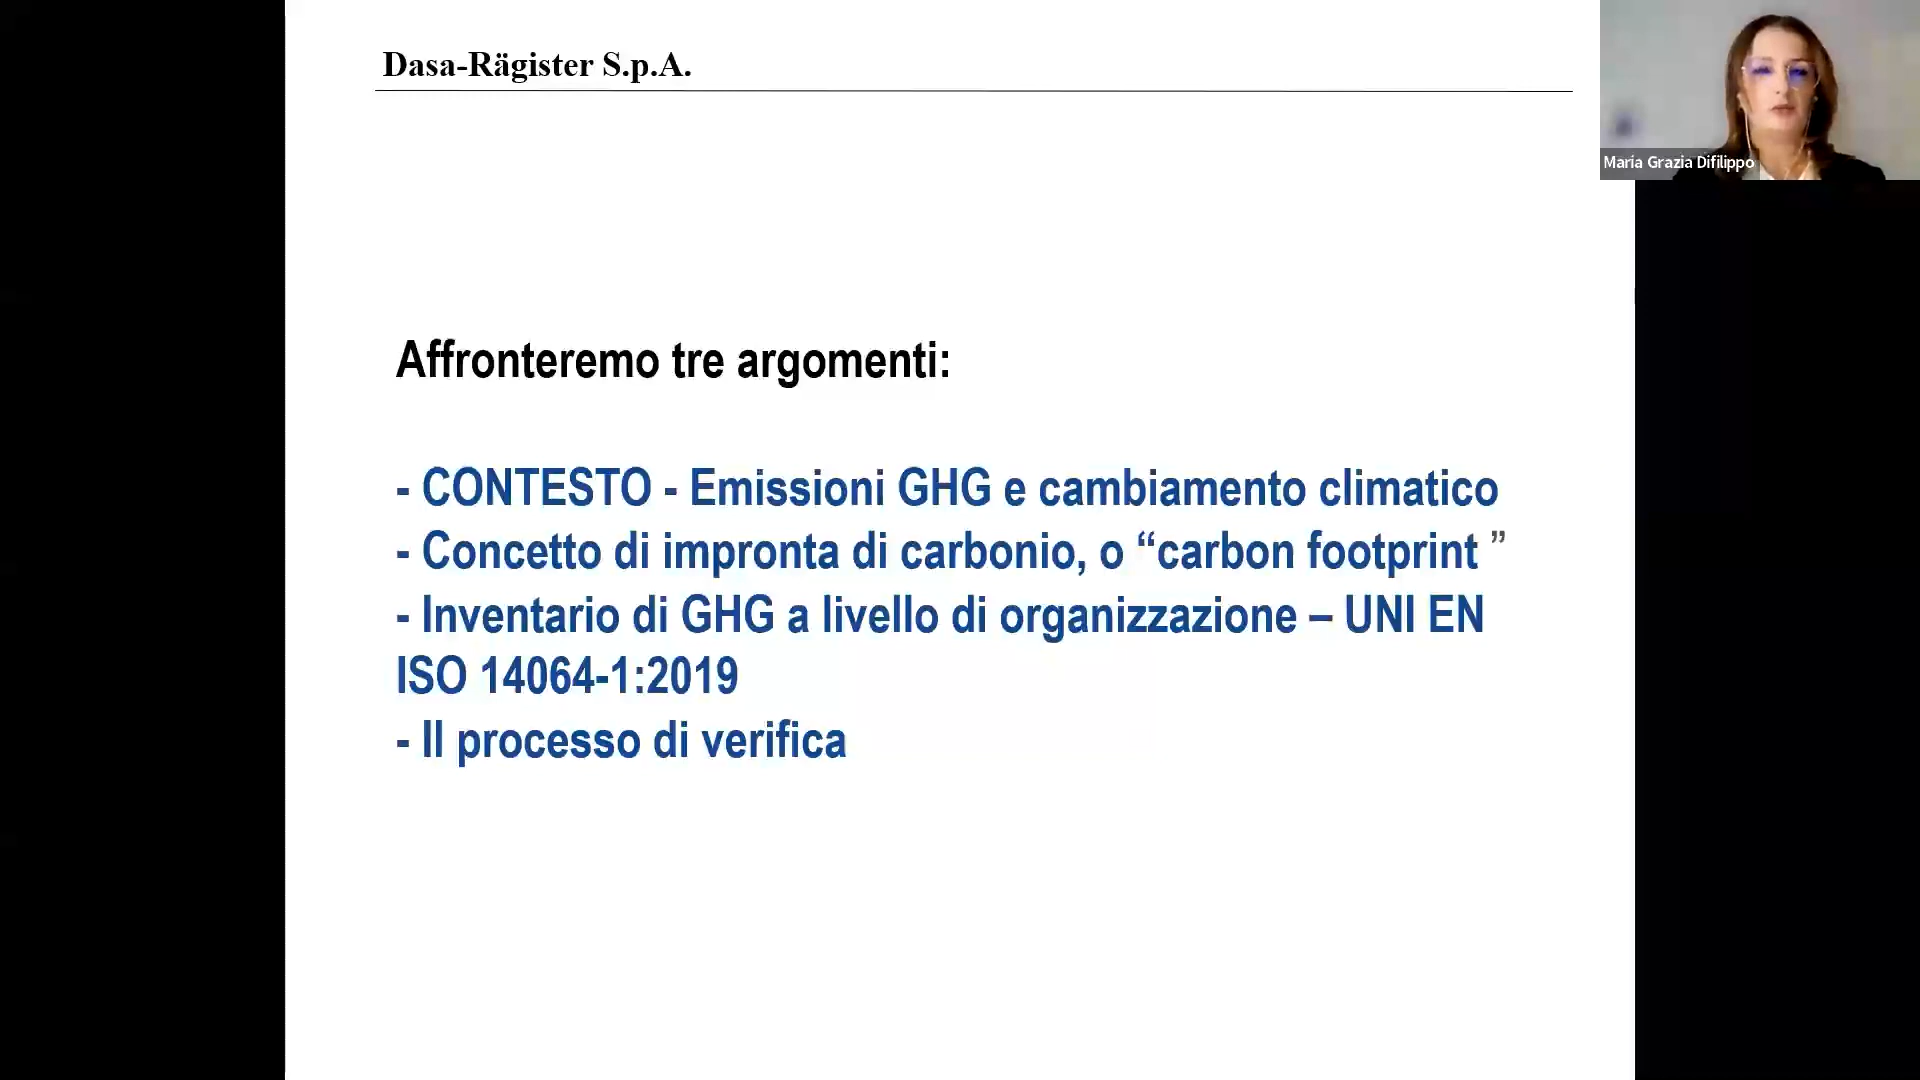 Dasa-Rägister S.p.A.
Maria Grazia Difilippo
Affronteremo tre argomenti:
- CONTESTO - Emissioni GHG e cambiamento climatico
- Concetto di impronta di carbonio, o “carbon footprint ”
- Inventario di GHG a livello di organizzazione – UNI EN
ISO 14064-1:2019
- Il processo di verifica